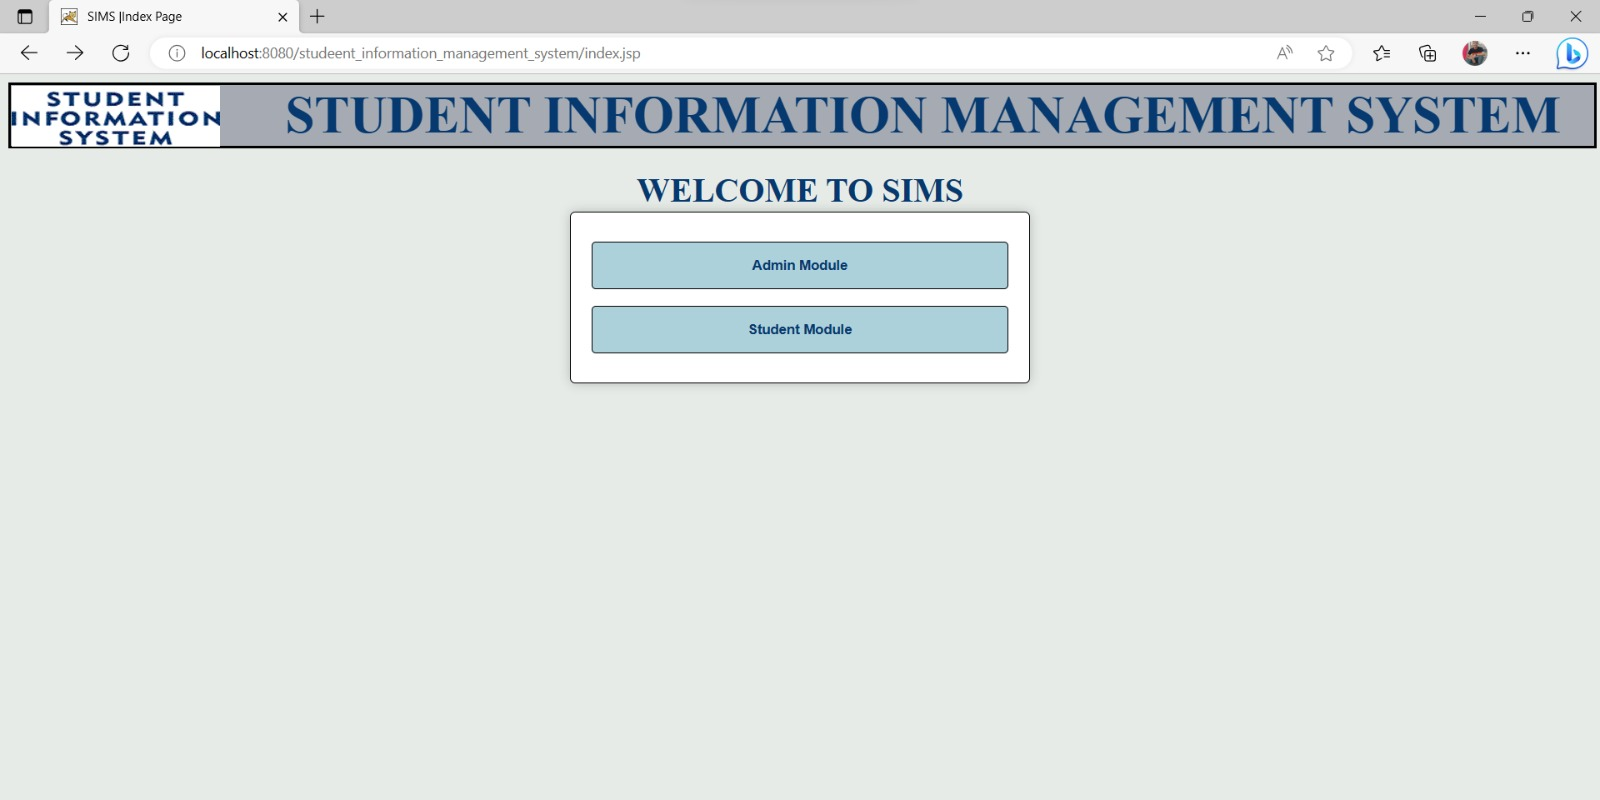 SIMS |Index Page
localhost:8080/studeent_information_management_system/index.jsp
STUDENT
INFORMATION
SYSTEM
STUDENT INFORMATION MANAGEMENT SYSTEM
WELCOME TO SIMS
Admin Module
Student Module